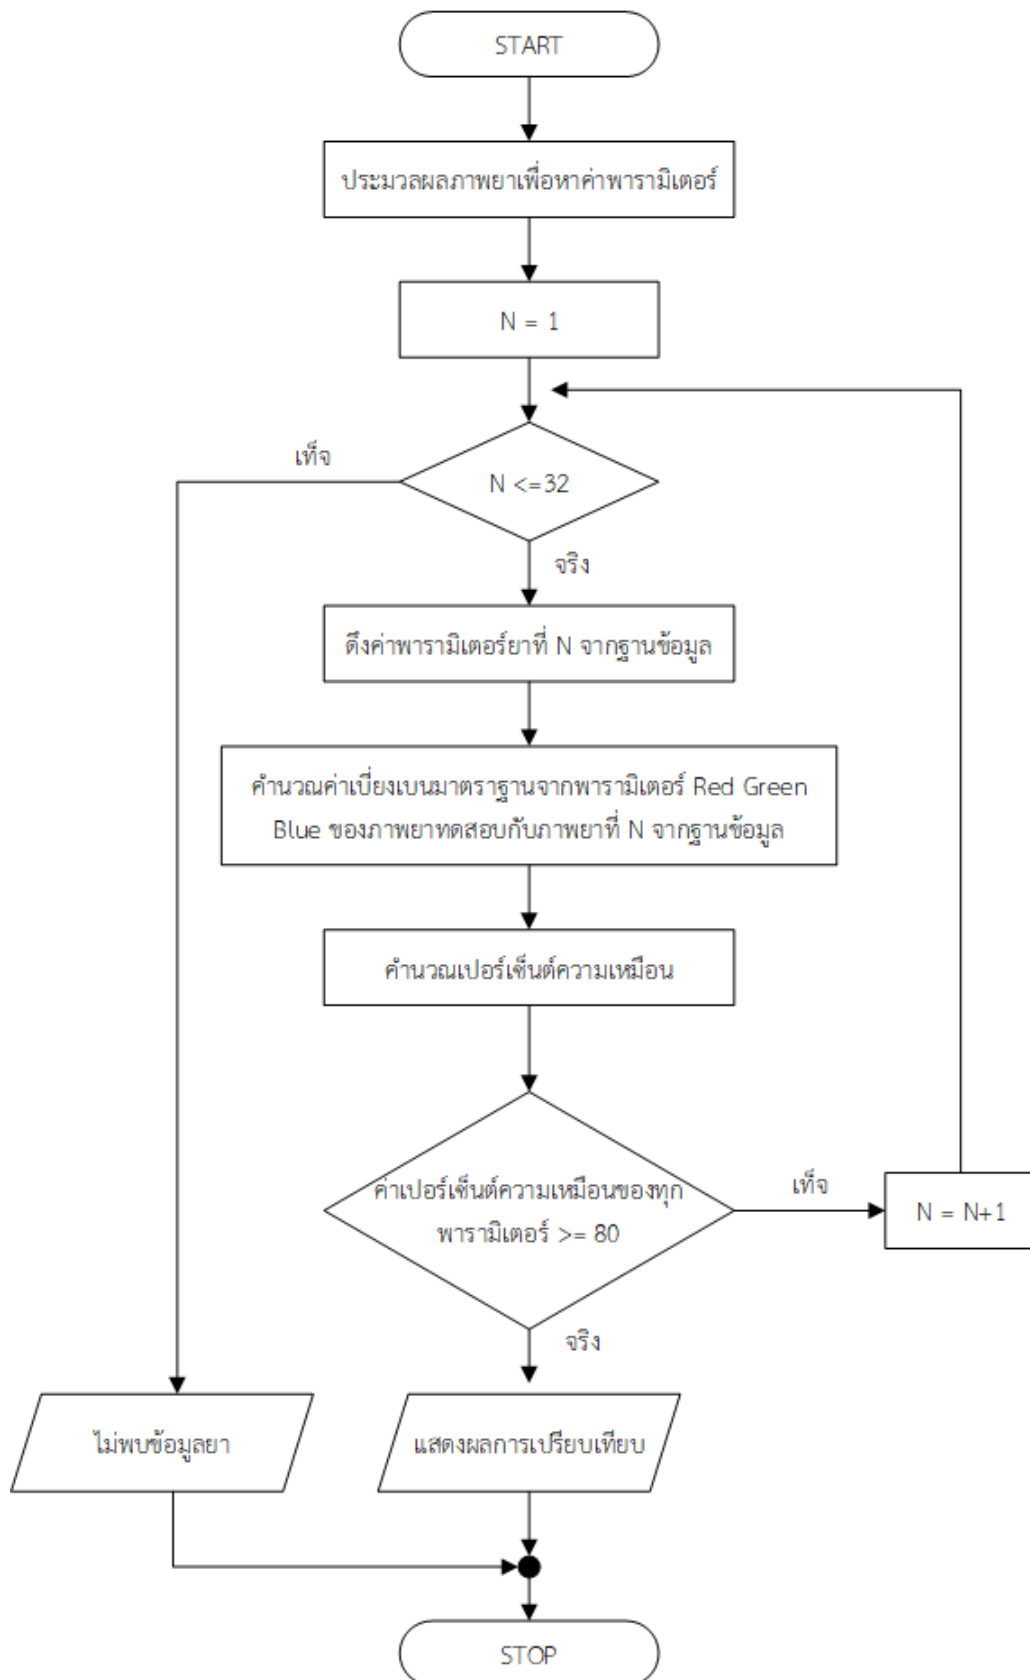 START
ประมวลผลภาพยาเพื่อหาค่าพารามิเตอร์
N = 1
เท็จ
N <=32
จริง
ดึงค่าพารามิเตอร์ยาที่ N จากฐานข้อมูล
คำนวณค่าเบี่ยงเบนมาตราฐานจากพารามิเตอร์ Red Green
Blue ของภาพยาทดสอบกับภาพยาที่ N จากฐานข้อมูล
คำนวณเปอร์เซ็นต์ความเหมือน
ค่าเปอร์เซ็นต์ความเหมือนของทุก
พารามิเตอร์ >= 80
เท็จ
N = N+1
จริง
ไม่พบข้อมูลยา
แสดงผลการเปรียบเทียบ
STOP